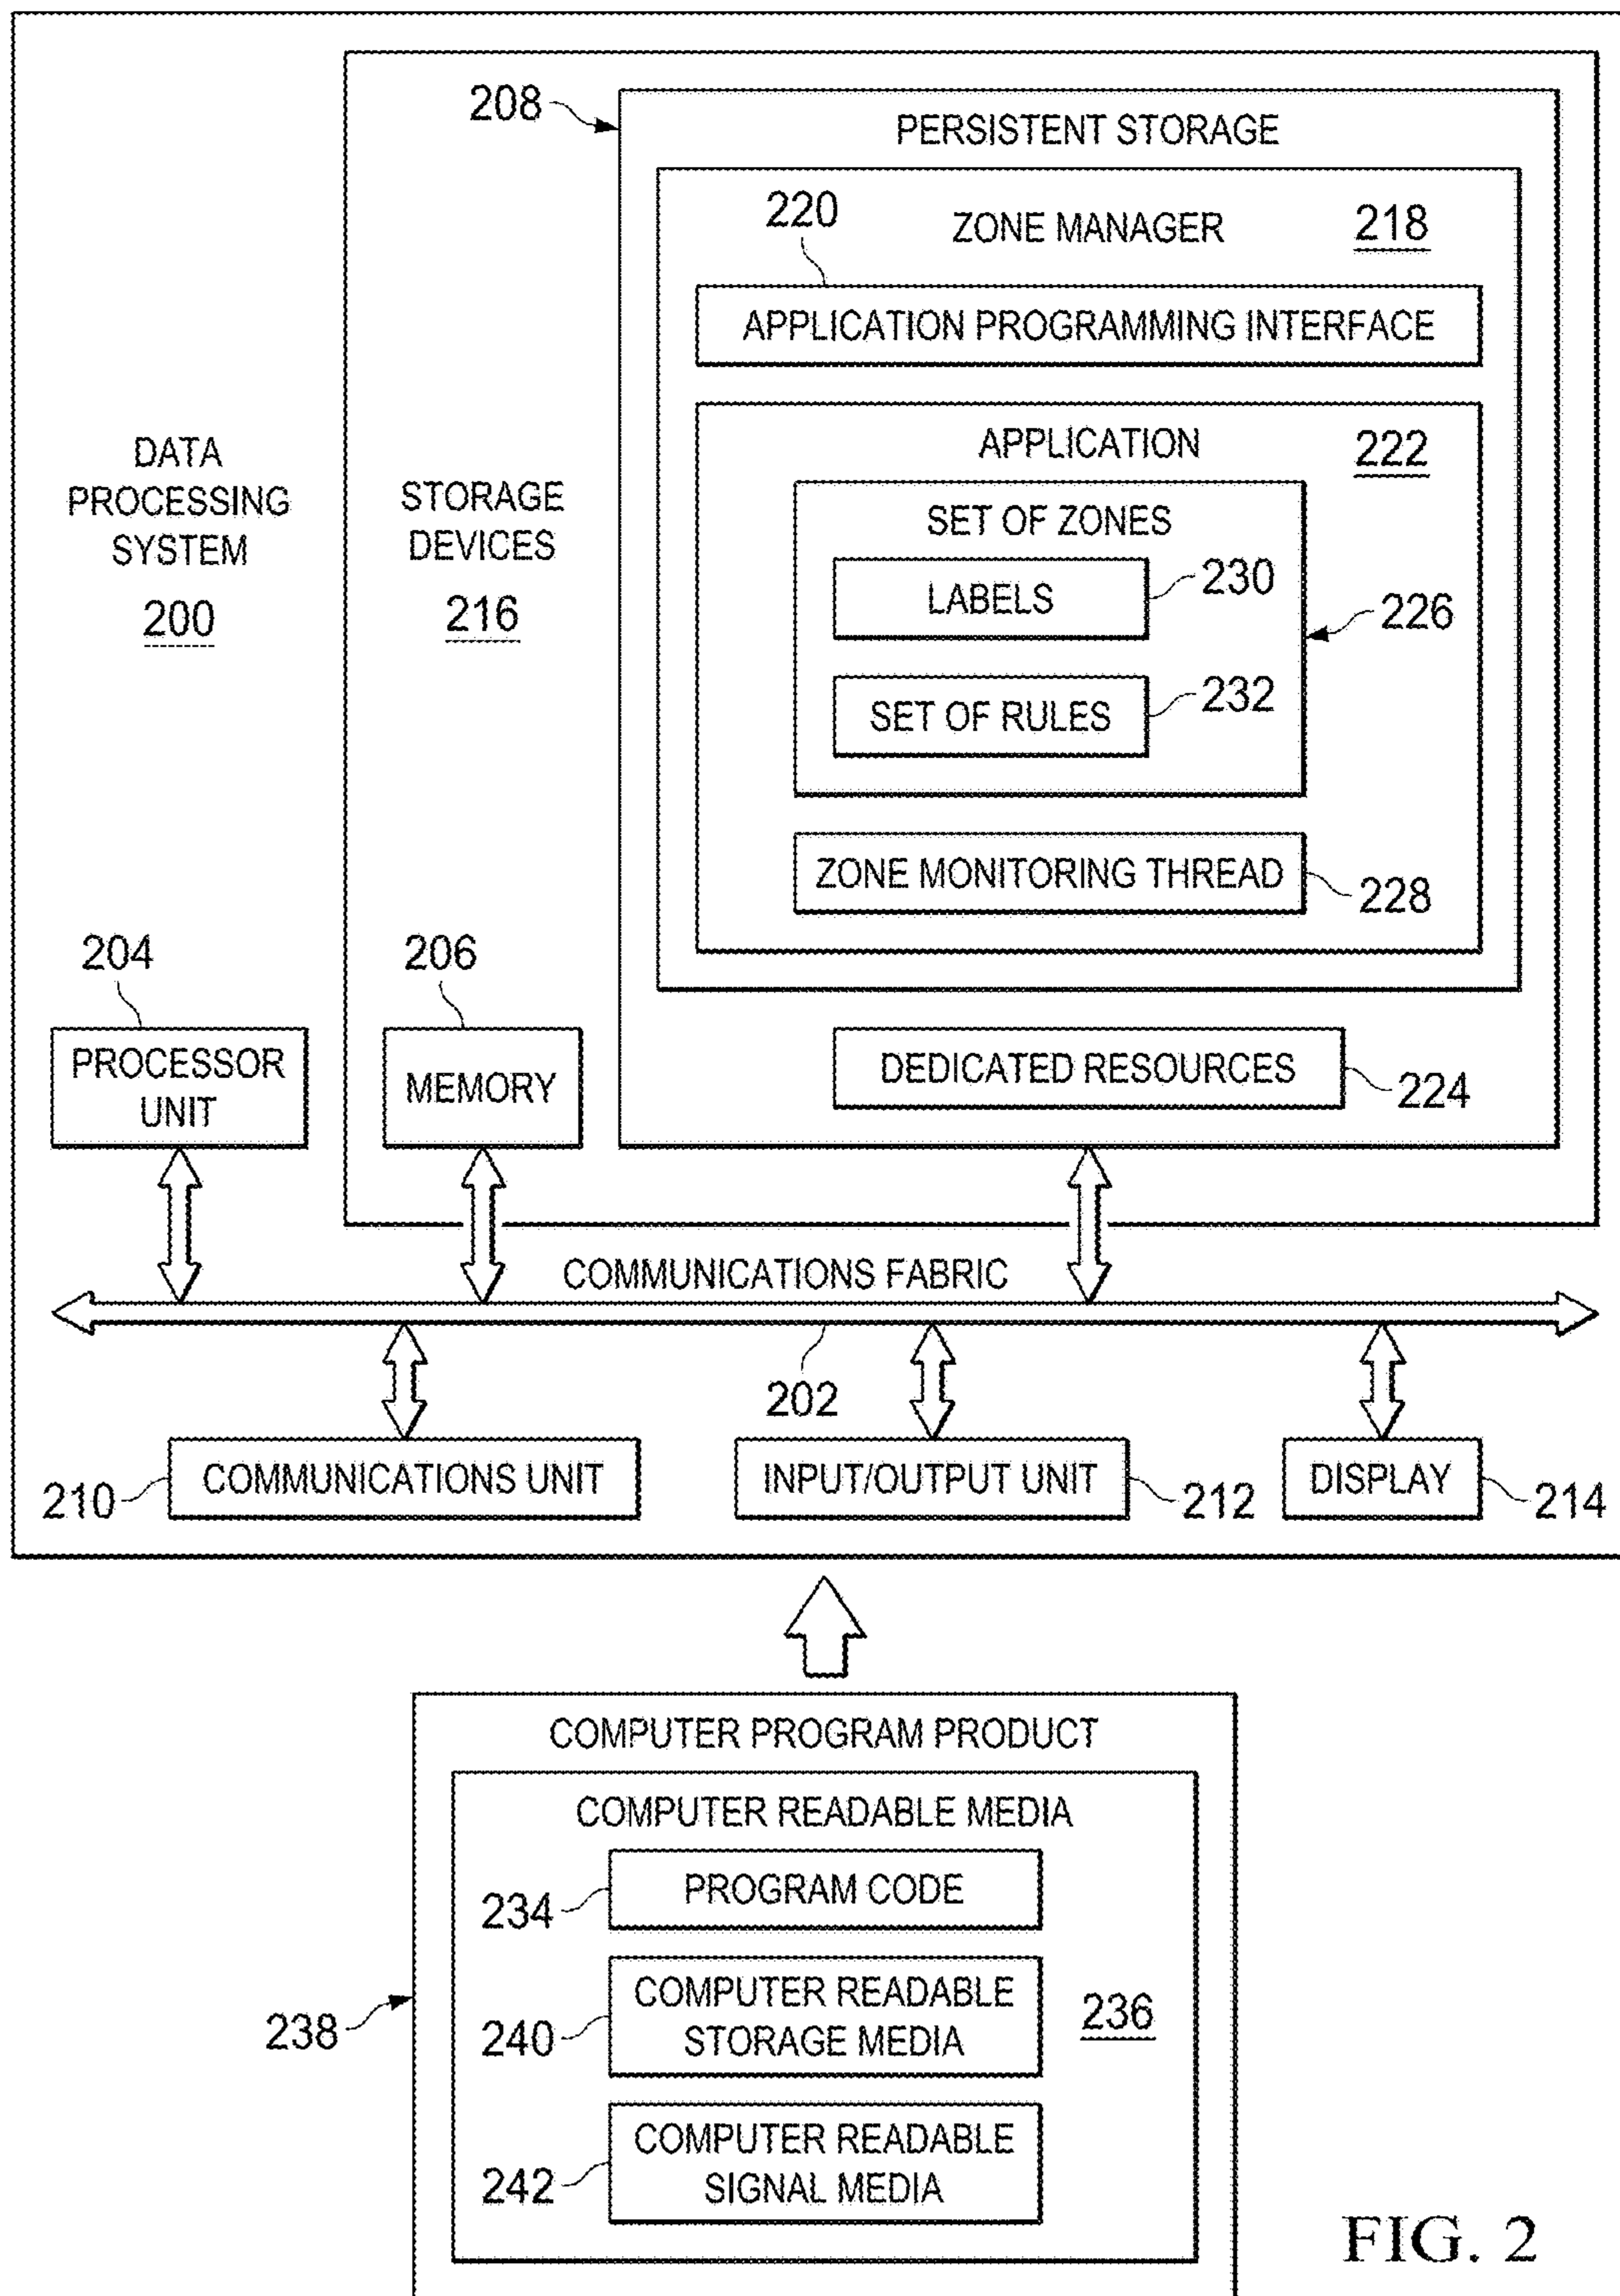 208
PERSISTENT STORAGE
220
ZONE MANAGER
218
APPLICATION PROGRAMMING INTERFACE
APPLICATION
222
DATA
PROCESSING
SYSTEM
200
STORAGE
DEVICES
216
SET OF ZONES
LABELS
230
226
SET OF RULES
232
ZONE MONITORING THREAD
228
204
206
PROCESSOR
UNIT
MEMORY
DEDICATED RESOURCES
224
COMMUNICATIONS FABRIC
202
210
COMMUNICATIONS UNIT
INPUT/OUTPUT UNIT
212
DISPLAY
214
COMPUTER PROGRAM PRODUCT
COMPUTER READABLE MEDIA
234
PROGRAM CODE
238
240
COMPUTER READABLE
STORAGE MEDIA
236
242
COMPUTER READABLE
SIGNAL MEDIA
FIG. 2